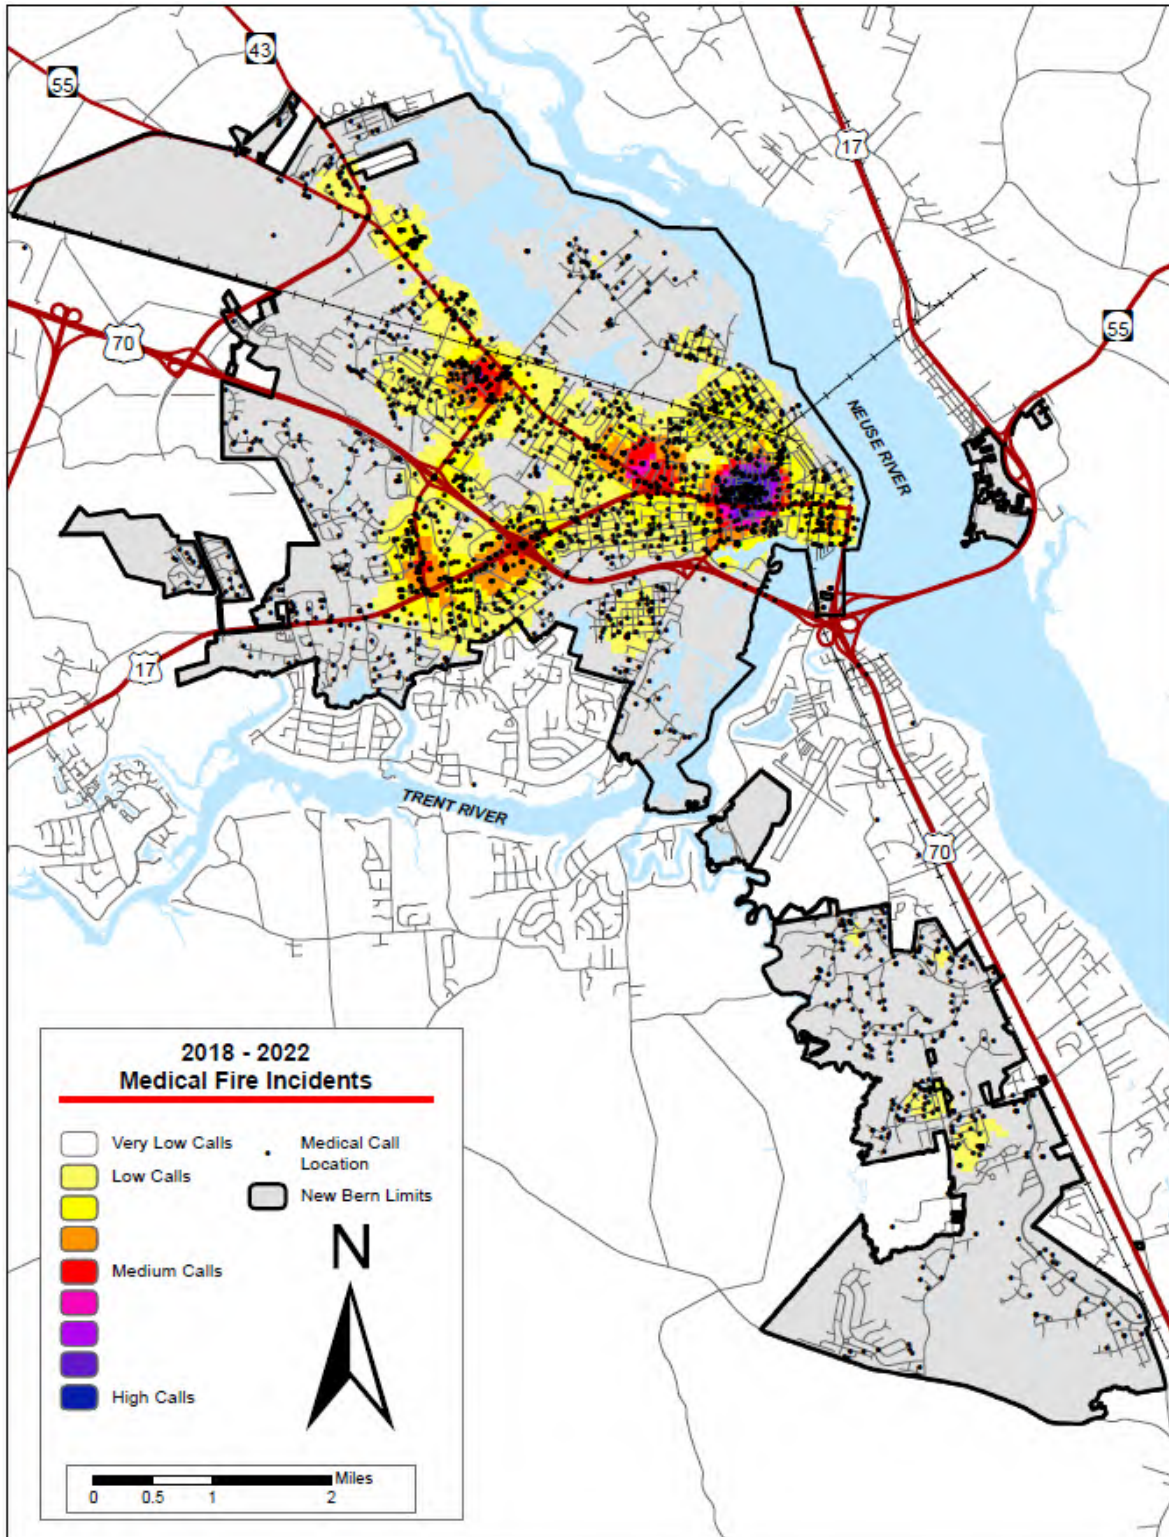 43
55
17
70
55
NEUSE RIVER
17
TRENT RIVER
70
2018 - 2022
Medical Fire Incidents
Very Low Calls
Low Calls
Medium Calls
High Calls
Medical Call
Location
New Bern Limits
N
Miles
0 0.5 1 2